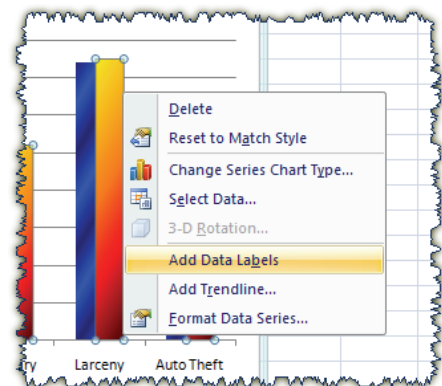 Delete
Reset to Match Style
Change Series Chart Type...
Select Data...
3-D Rotation...
Add Data Labels
Add Trendline...
Format Data Series...
ry Larceny Auto Theft